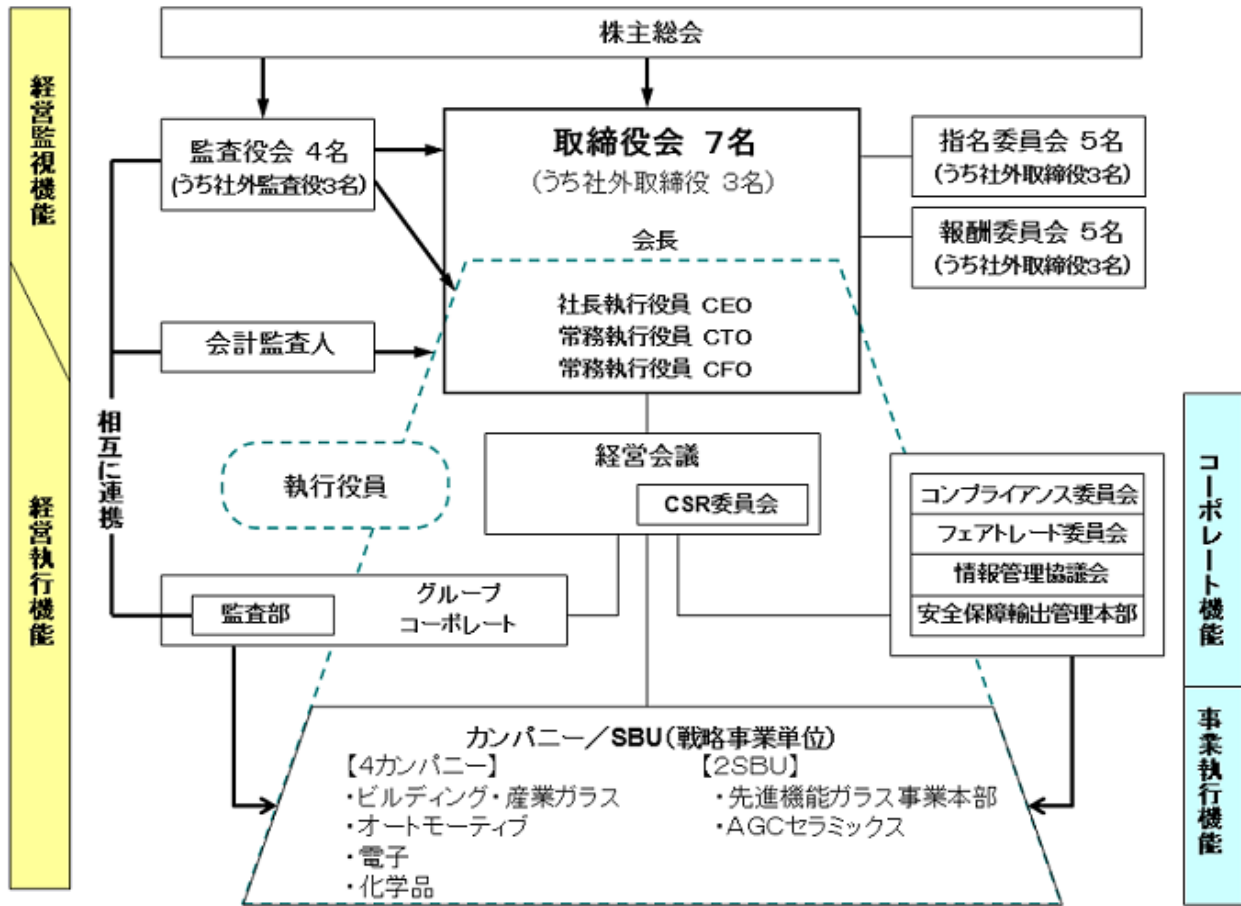 株主総会
経営監視機能
監査役会 4名
(うち社外監査役3名)
取締役会 7名
(うち社外取締役 3名)
指名委員会 5名
(うち社外取締役3名)
報酬委員会 5名
(うち社外取締役3名)
会長
社長執行役員 CEO
常務執行役員 CTO
常務執行役員 CFO
会計監査人
相互に連携
経営執行機能
執行役員
経営会議
CSR委員会
コンプライアンス委員会
フェアトレード委員会
情報管理協議会
安全保障輸出管理本部
コーポレート機能
監査部
グループ
コーポレート
事業執行機能
カンパニー/SBU(戦略事業単位)
【4カンパニー】
・ビルディング・産業ガラス
・オートモーティブ
・電子
・化学品
【2SBU】
・先進機能ガラス事業本部
・AGCセラミックス